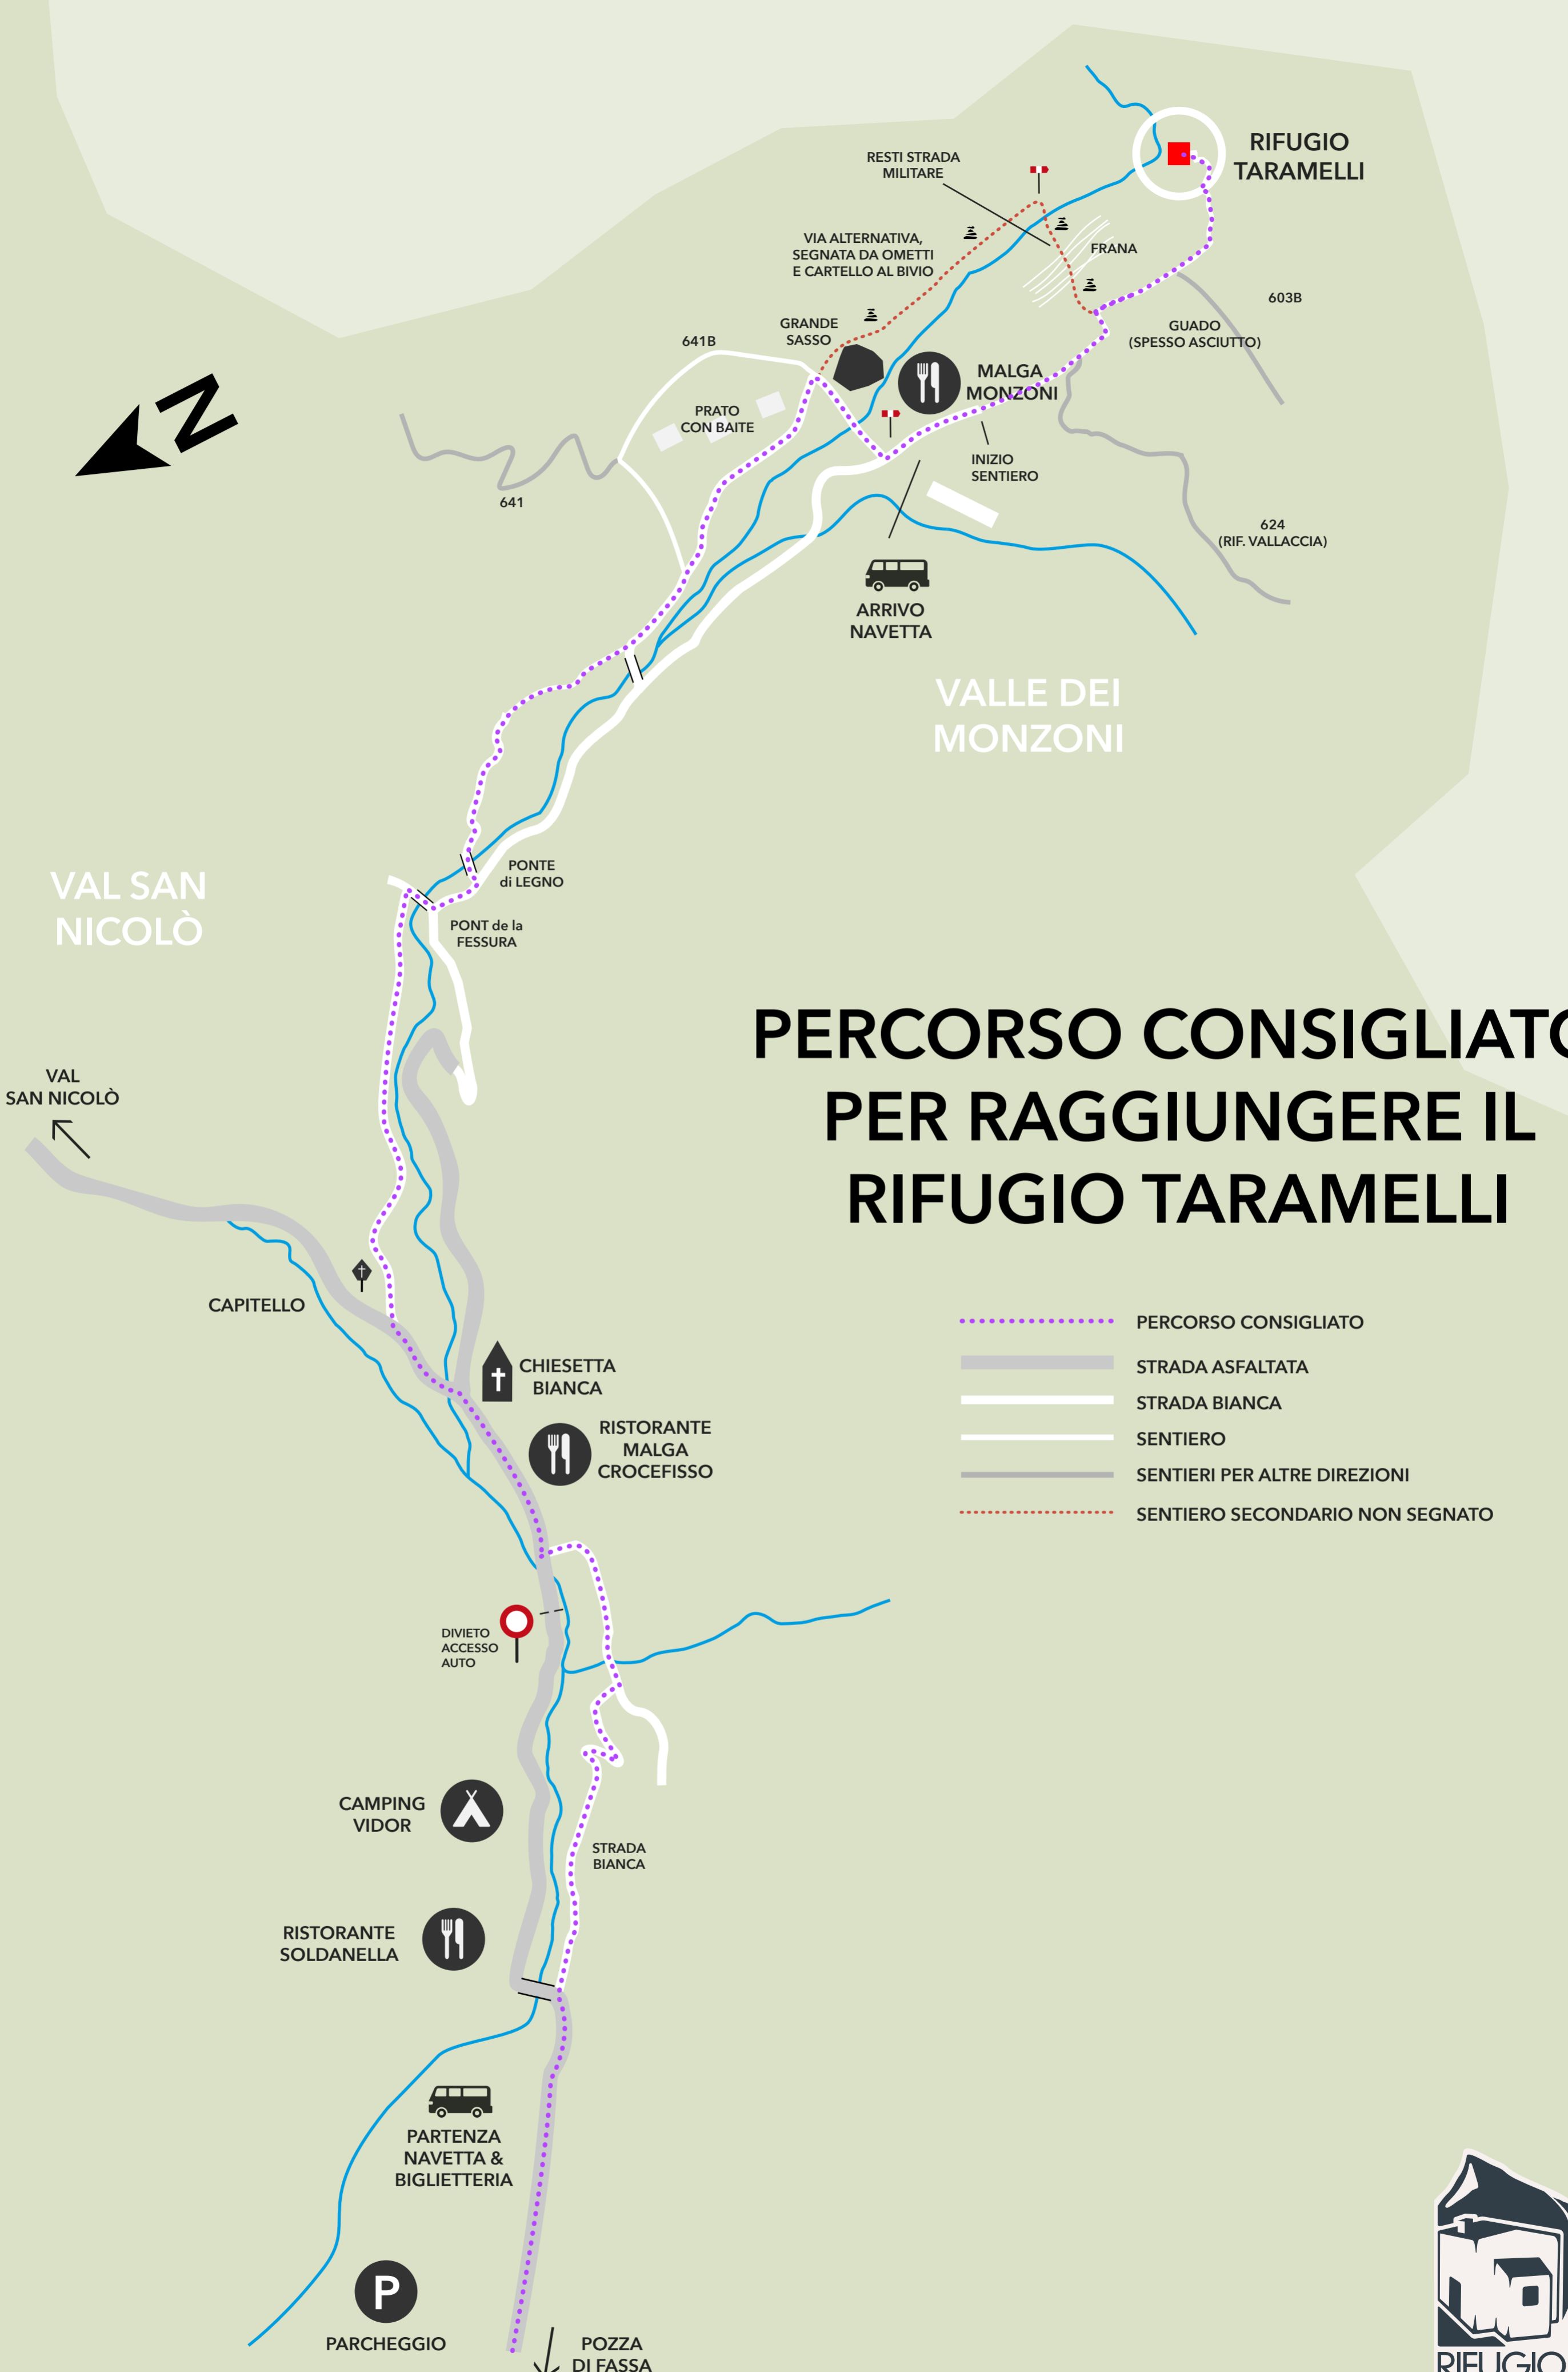 RIFUGIO
TARAMELLI
RESTI STRADA
MILITARE
VIA ALTERNATIVA,
SEGNATA DA OMETTI
E CARTELLO AL BIVIO
FRANA
603B
GUADO
(SPESSO ASCIUTTO)
GRANDE
SASSO
641B
MALGA
MONZONI
PRATO
CON BAITE
N
INIZIO
SENTIERO
641
624
(RIF. VALLACCIA)
ARRIVO
NAVETTA
VALLE DEI
MONZONI
VAL SAN
NICOLÒ
PONTE
di LEGNO
PONT de la
FESSURA
PERCORSO CONSIGLIATO
PER RAGGIUNGERE IL
RIFUGIO TARAMELLI
VAL
SAN NICOLÒ
CAPITELLO
PERCORSO CONSIGLIATO
STRADA ASFALTATA
STRADA BIANCA
SENTIERO
SENTIERI PER ALTRE DIREZIONI
SENTIERO SECONDARIO NON SEGNATO
CHIESETTA
BIANCA
RISTORANTE
MALGA
CROCEFISSO
DIVIETO
ACCESSO
AUTO
CAMPING
VIDOR
STRADA
BIANCA
RISTORANTE
SOLDANELLA
PARTENZA
NAVETTA &
BIGLIETTERIA
P
PARCHEGGIO
POZZA
DI FASSA
RIFUGIO